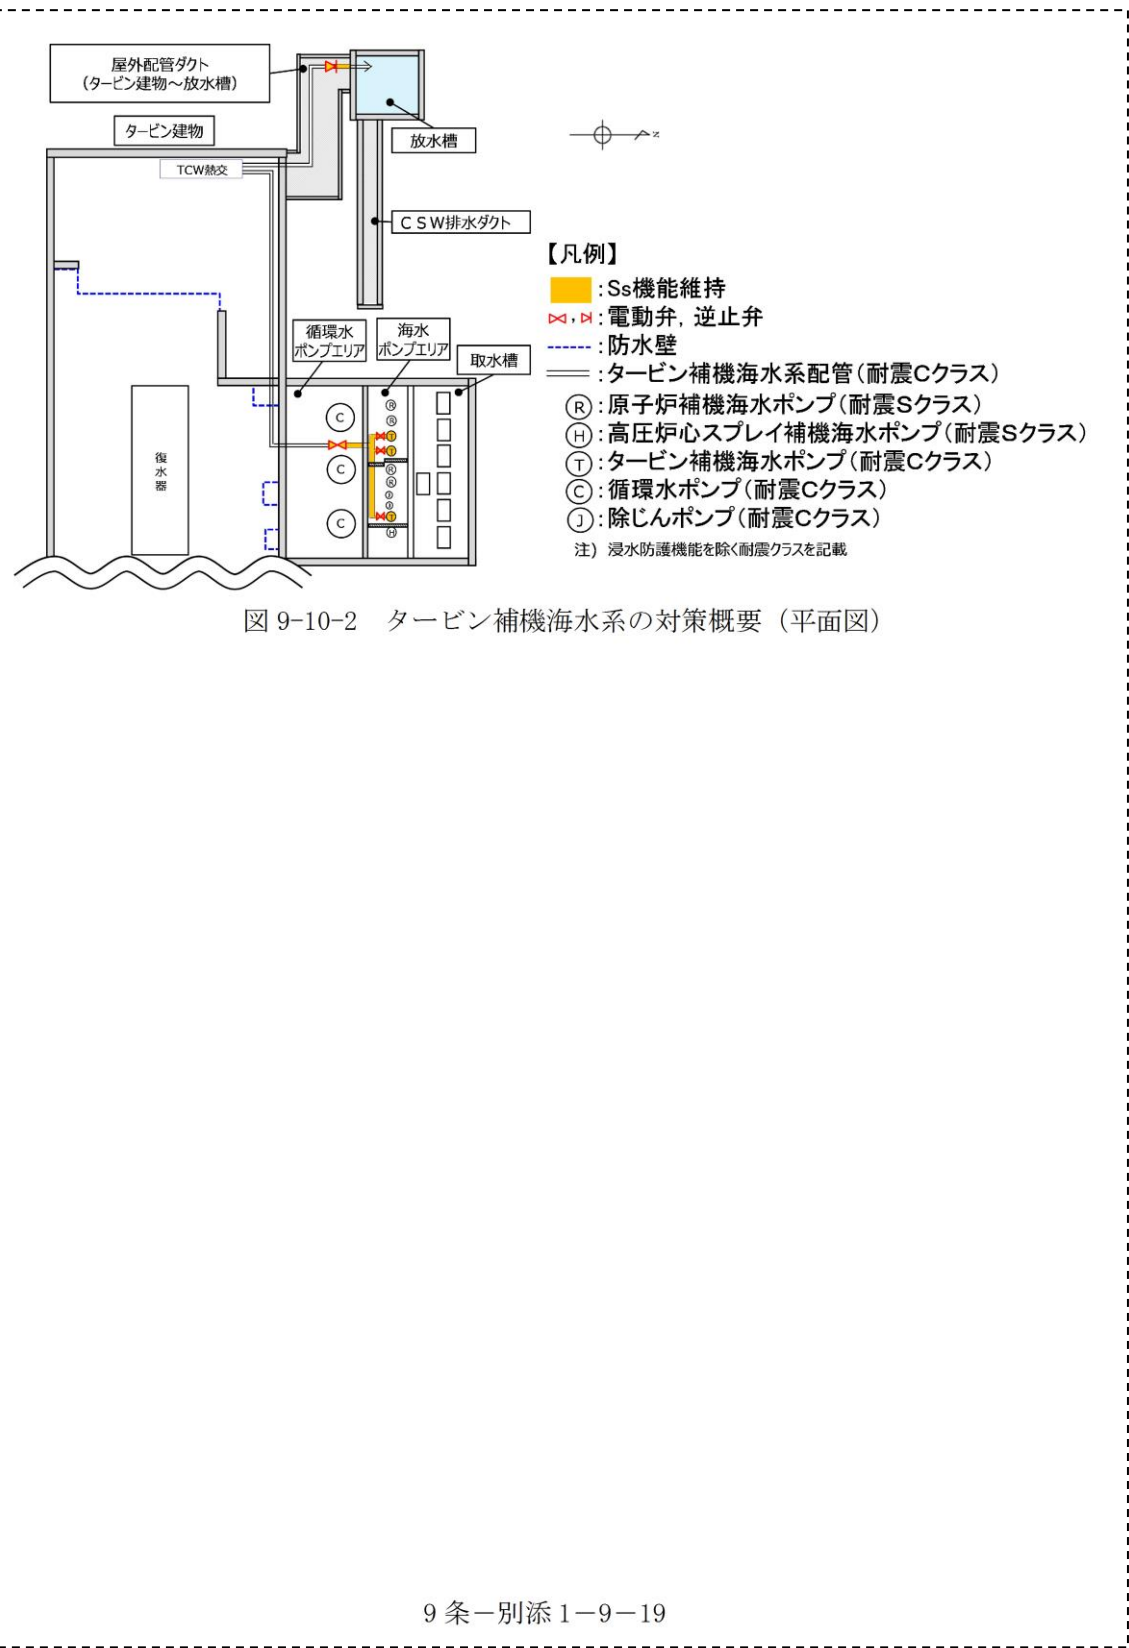 屋外配管ダクト
(タービン建物～放水槽)
タービン建物
TCW熱交
放水槽
N
ＣＳＷ排水ダクト
循環水
ポンプエリア
海水
ポンプエリア
取水槽
復
水
器
C
C
C
R
R
T
T
R
R
J
J
T
H
【凡例】
:Ss機能維持
, :電動弁, 逆止弁
:防水壁
:タービン補機海水系配管(耐震Cクラス)
Ⓡ:原子炉補機海水ポンプ(耐震Sクラス)
Ⓗ:高圧炉心スプレイ補機海水ポンプ(耐震Sクラス)
Ⓣ:タービン補機海水ポンプ(耐震Cクラス)
Ⓒ:循環水ポンプ(耐震Cクラス)
Ⓙ:除じんポンプ(耐震Cクラス)
注) 浸水防護機能を除く耐震クラスを記載
図 9-10-2　タービン補機海水系の対策概要（平面図）
9 条－別添 1－9－19